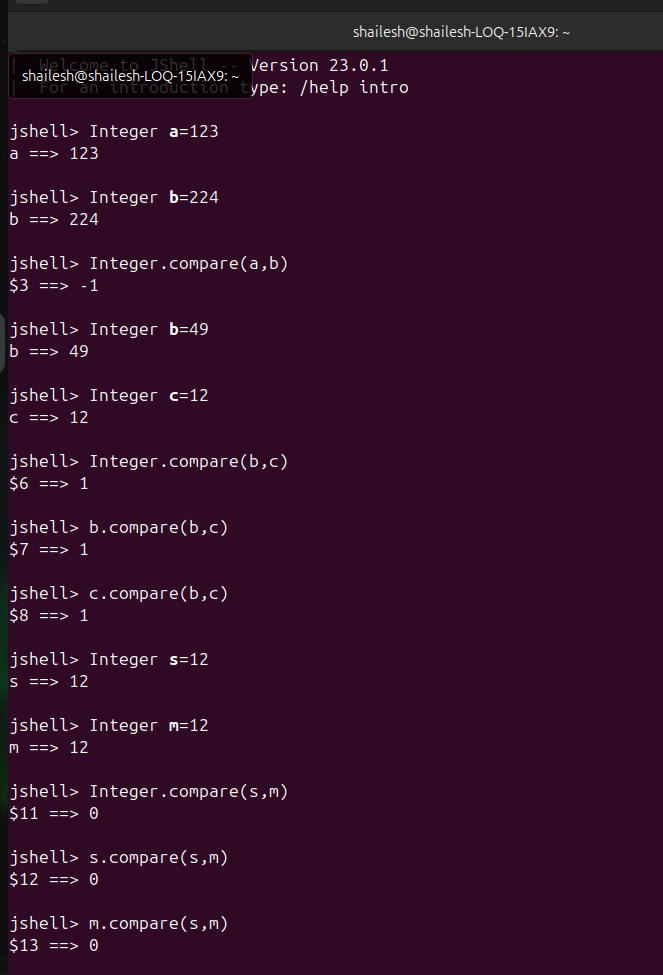 shailesh@shailesh-LOQ-15IAX9: ~
| Welcome to JShell -- Version 23.0.1
shailesh@shailesh-LOQ-15IAX9: ~
| For an introduction type: /help intro
jshell> Integer a=123
a ==> 123
jshell> Integer b=224
b ==> 224
jshell> Integer.compare(a,b)
$3 ==> -1
jshell> Integer b=49
b ==> 49
jshell> Integer c=12
c ==> 12
jshell> Integer.compare(b,c)
$6 ==> 1
jshell> b.compare(b,c)
$7 ==> 1
jshell> c.compare(b,c)
$8 ==> 1
jshell> Integer s=12
s ==> 12
jshell> Integer m=12
m ==> 12
jshell> Integer.compare(s,m)
$11 ==> 0
jshell> s.compare(s,m)
$12 ==> 0
jshell> m.compare(s,m)
$13 ==> 0